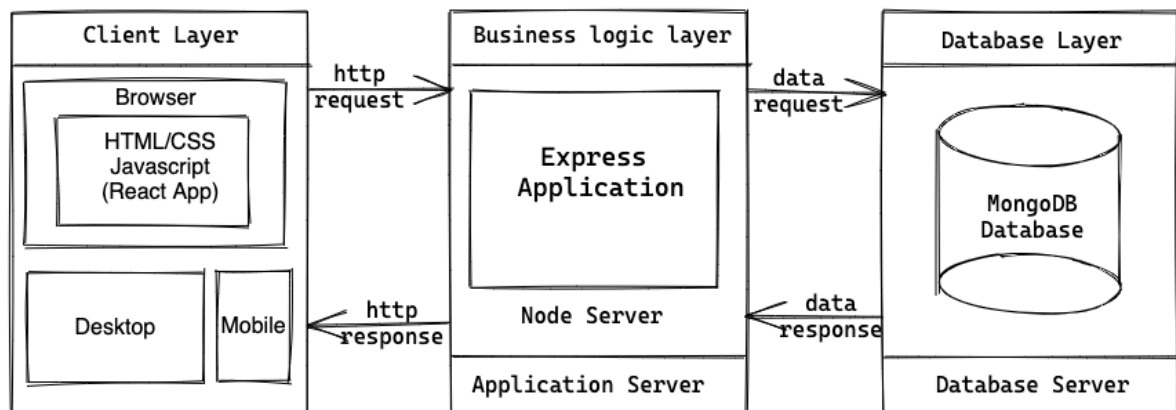 Client Layer
Browser
HTML/CSS
Javascript
(React App)
Desktop
Mobile
http
request
http
response
Business logic layer
Express
Application
Node Server
Application Server
data
request
data
response
Database Layer
MongoDB
Database
Database Server